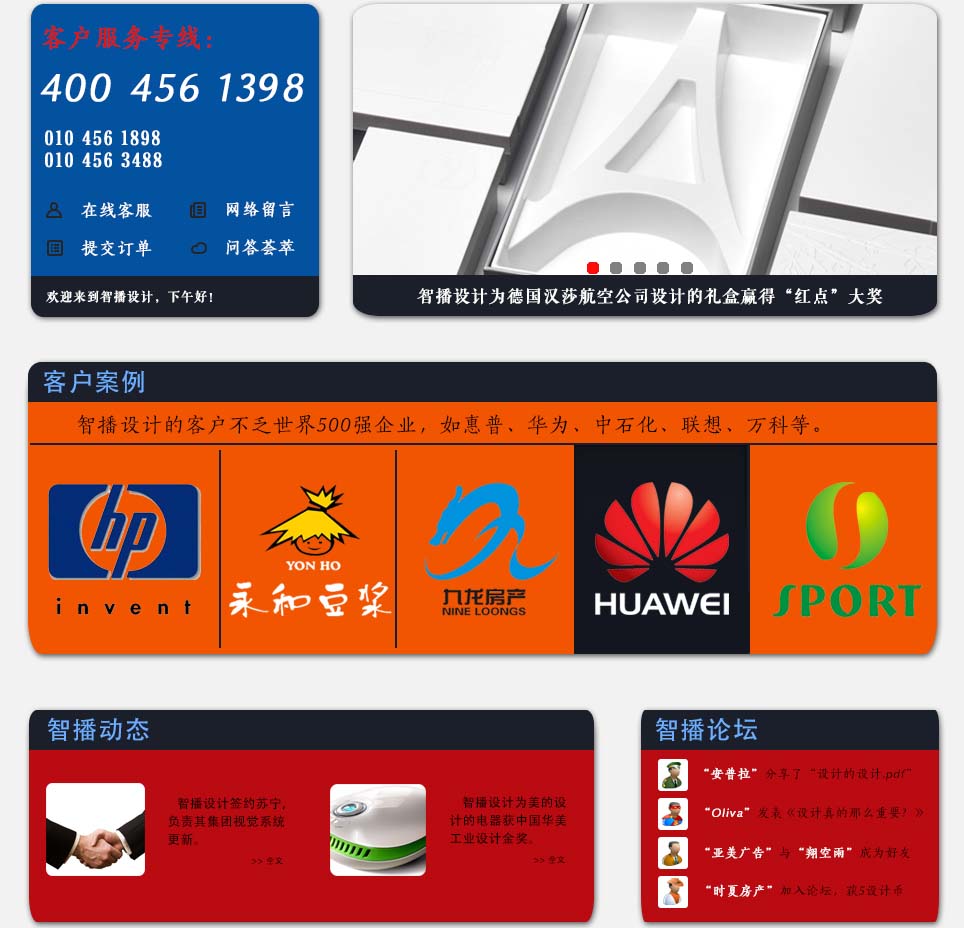 客户服务专线：
400 456 1398
010 456 1898
010 456 3488
在线客服
网络留言
提交订单
问答荟萃
欢迎来到智播设计，下午好！
智播设计为德国汉莎航空公司设计的礼盒赢得“红点”大奖
客户案例
智播设计的客户不乏世界500强企业，如惠普、华为、中石化、联想、万科等。
hp
invent
YON HO
永和豆浆
九龙房产
NINE LOONGS
HUAWEI
SPORT
智播动态
智播设计签约苏宁，
负责其集团视觉系统
更新。
>> 全文
智播设计为美的设
计的电器获中国华美
工业设计金奖。
>> 全文
智播论坛
“安普拉”分享了“设计的设计.pdf”
“Oliva”发表《设计真的那么重要？》
“亚美广告”与“翔空雨”成为好友
“时夏房产”加入论坛，获5设计币